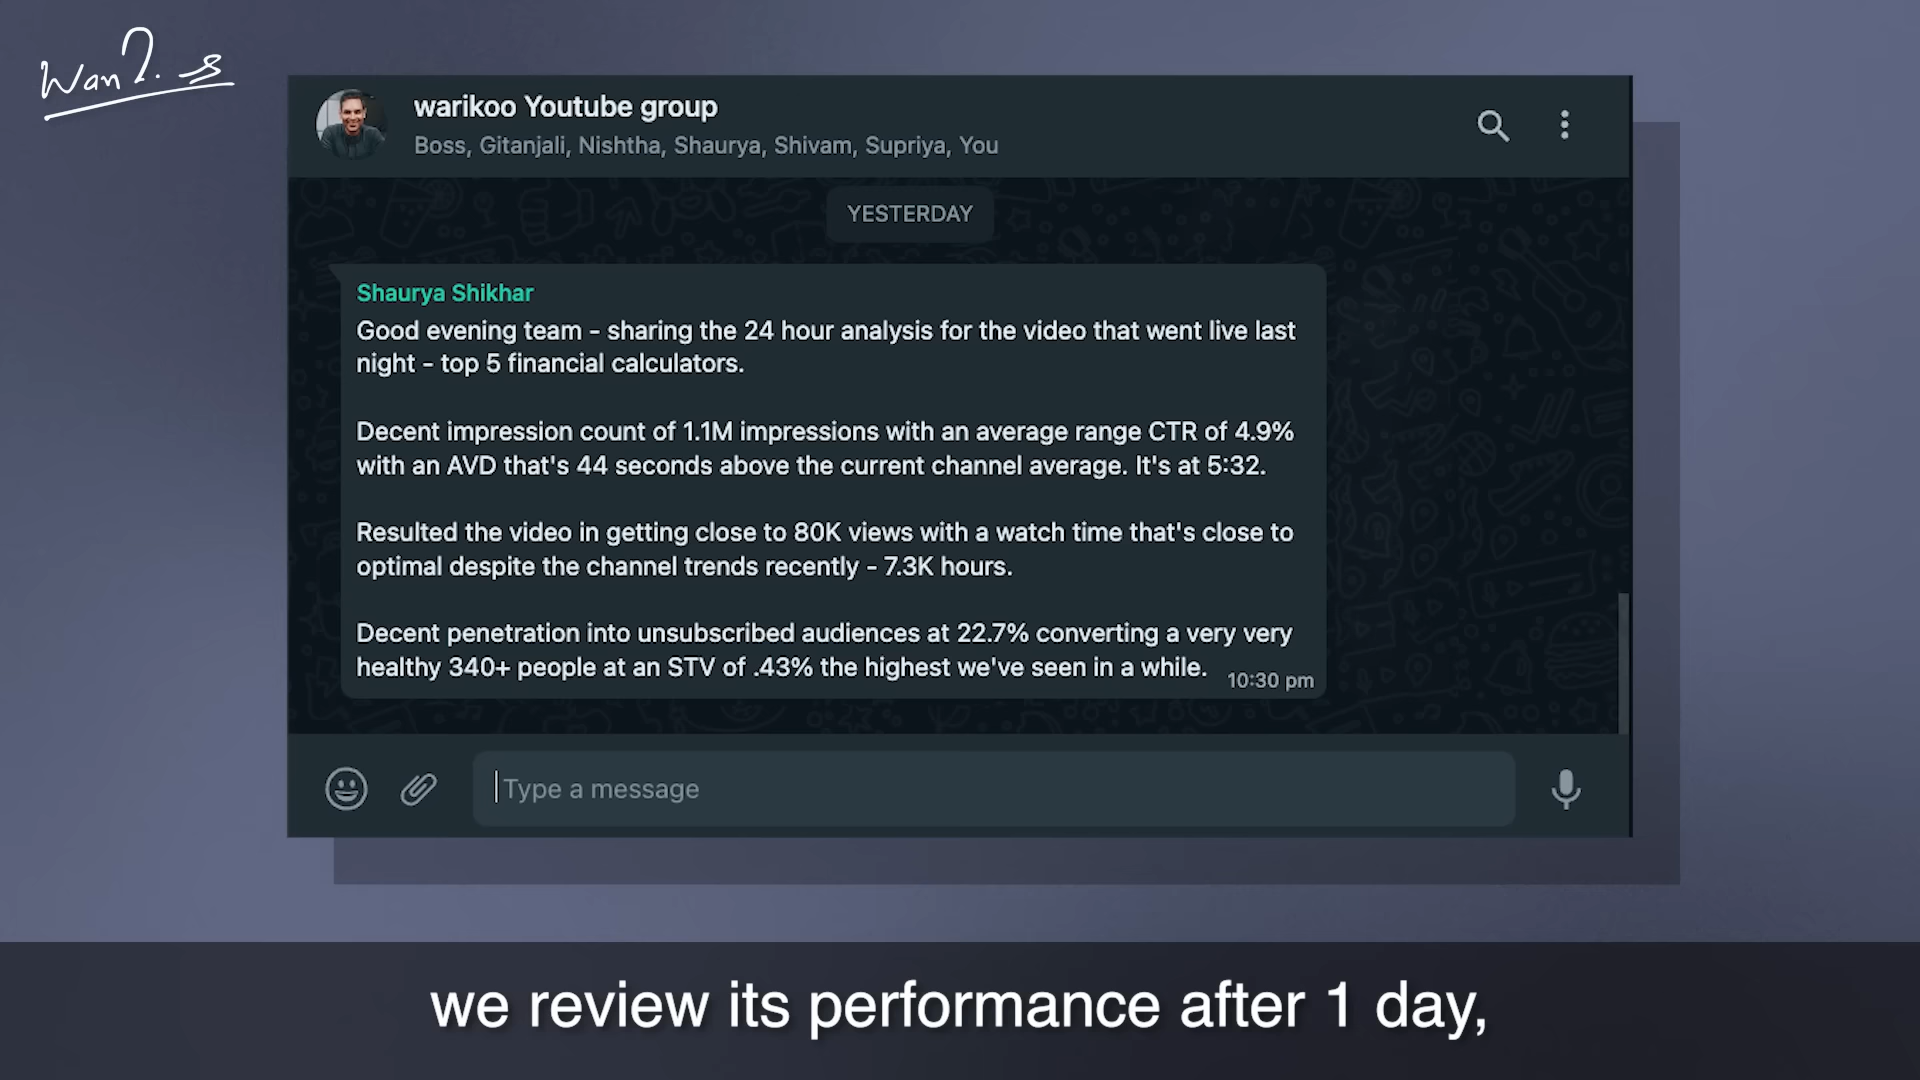 warikoo Youtube group
Boss, Gitanjali, Nishtha, Shaurya, Shivam, Supriya, You
YESTERDAY
Shaurya Shikhar
Good evening team - sharing the 24 hour analysis for the video that went live last
night - top 5 financial calculators.
Decent impression count of 1.1M impressions with an average range CTR of 4.9%
with an AVD that's 44 seconds above the current channel average. It's at 5:32.
Resulted the video in getting close to 80K views with a watch time that's close to
optimal despite the channel trends recently - 7.3K hours.
Decent penetration into unsubscribed audiences at 22.7% converting a very very
healthy 340+ people at an STV of .43% the highest we've seen in a while.
10:30 pm
Type a message
we review its performance after 1 day,